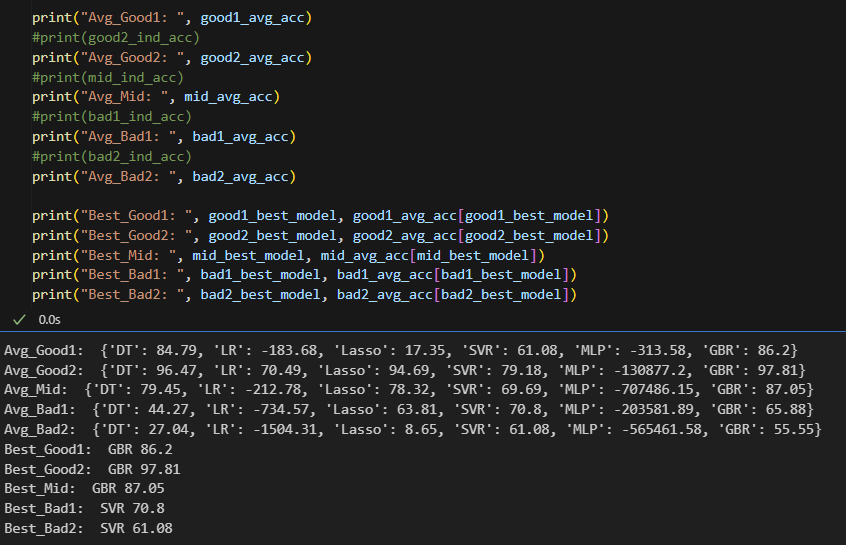 print("Avg_Good1: ", good1_avg_acc)
#print(good2_ind_acc)
print("Avg_Good2: ", good2_avg_acc)
#print(mid_ind_acc)
print("Avg_Mid: ", mid_avg_acc)
#print(bad1_ind_acc)
print("Avg_Bad1: ", bad1_avg_acc)
#print(bad2_ind_acc)
print("Avg_Bad2: ", bad2_avg_acc)
print("Best_Good1: ", good1_best_model, good1_avg_acc[good1_best_model])
print("Best_Good2: ", good2_best_model, good2_avg_acc[good2_best_model])
print("Best_Mid: ", mid_best_model, mid_avg_acc[mid_best_model])
print("Best_Bad1: ", bad1_best_model, bad1_avg_acc[bad1_best_model])
print("Best_Bad2: ", bad2_best_model, bad2_avg_acc[bad2_best_model])
0.0s
Avg_Good1:  {'DT': 84.79, 'LR': -183.68, 'Lasso': 17.35, 'SVR': 61.08, 'MLP': -313.58, 'GBR': 86.2}
Avg_Good2:  {'DT': 96.47, 'LR': 70.49, 'Lasso': 94.69, 'SVR': 79.18, 'MLP': -130877.2, 'GBR': 97.81}
Avg_Mid:  {'DT': 79.45, 'LR': -212.78, 'Lasso': 78.32, 'SVR': 69.69, 'MLP': -707486.15, 'GBR': 87.05}
Avg_Bad1:  {'DT': 44.27, 'LR': -734.57, 'Lasso': 63.81, 'SVR': 70.8, 'MLP': -203581.89, 'GBR': 65.88}
Avg_Bad2:  {'DT': 27.04, 'LR': -1504.31, 'Lasso': 8.65, 'SVR': 61.08, 'MLP': -565461.58, 'GBR': 55.55}
Best_Good1:  GBR 86.2
Best_Good2:  GBR 97.81
Best_Mid:  GBR 87.05
Best_Bad1:  SVR 70.8
Best_Bad2:  SVR 61.08